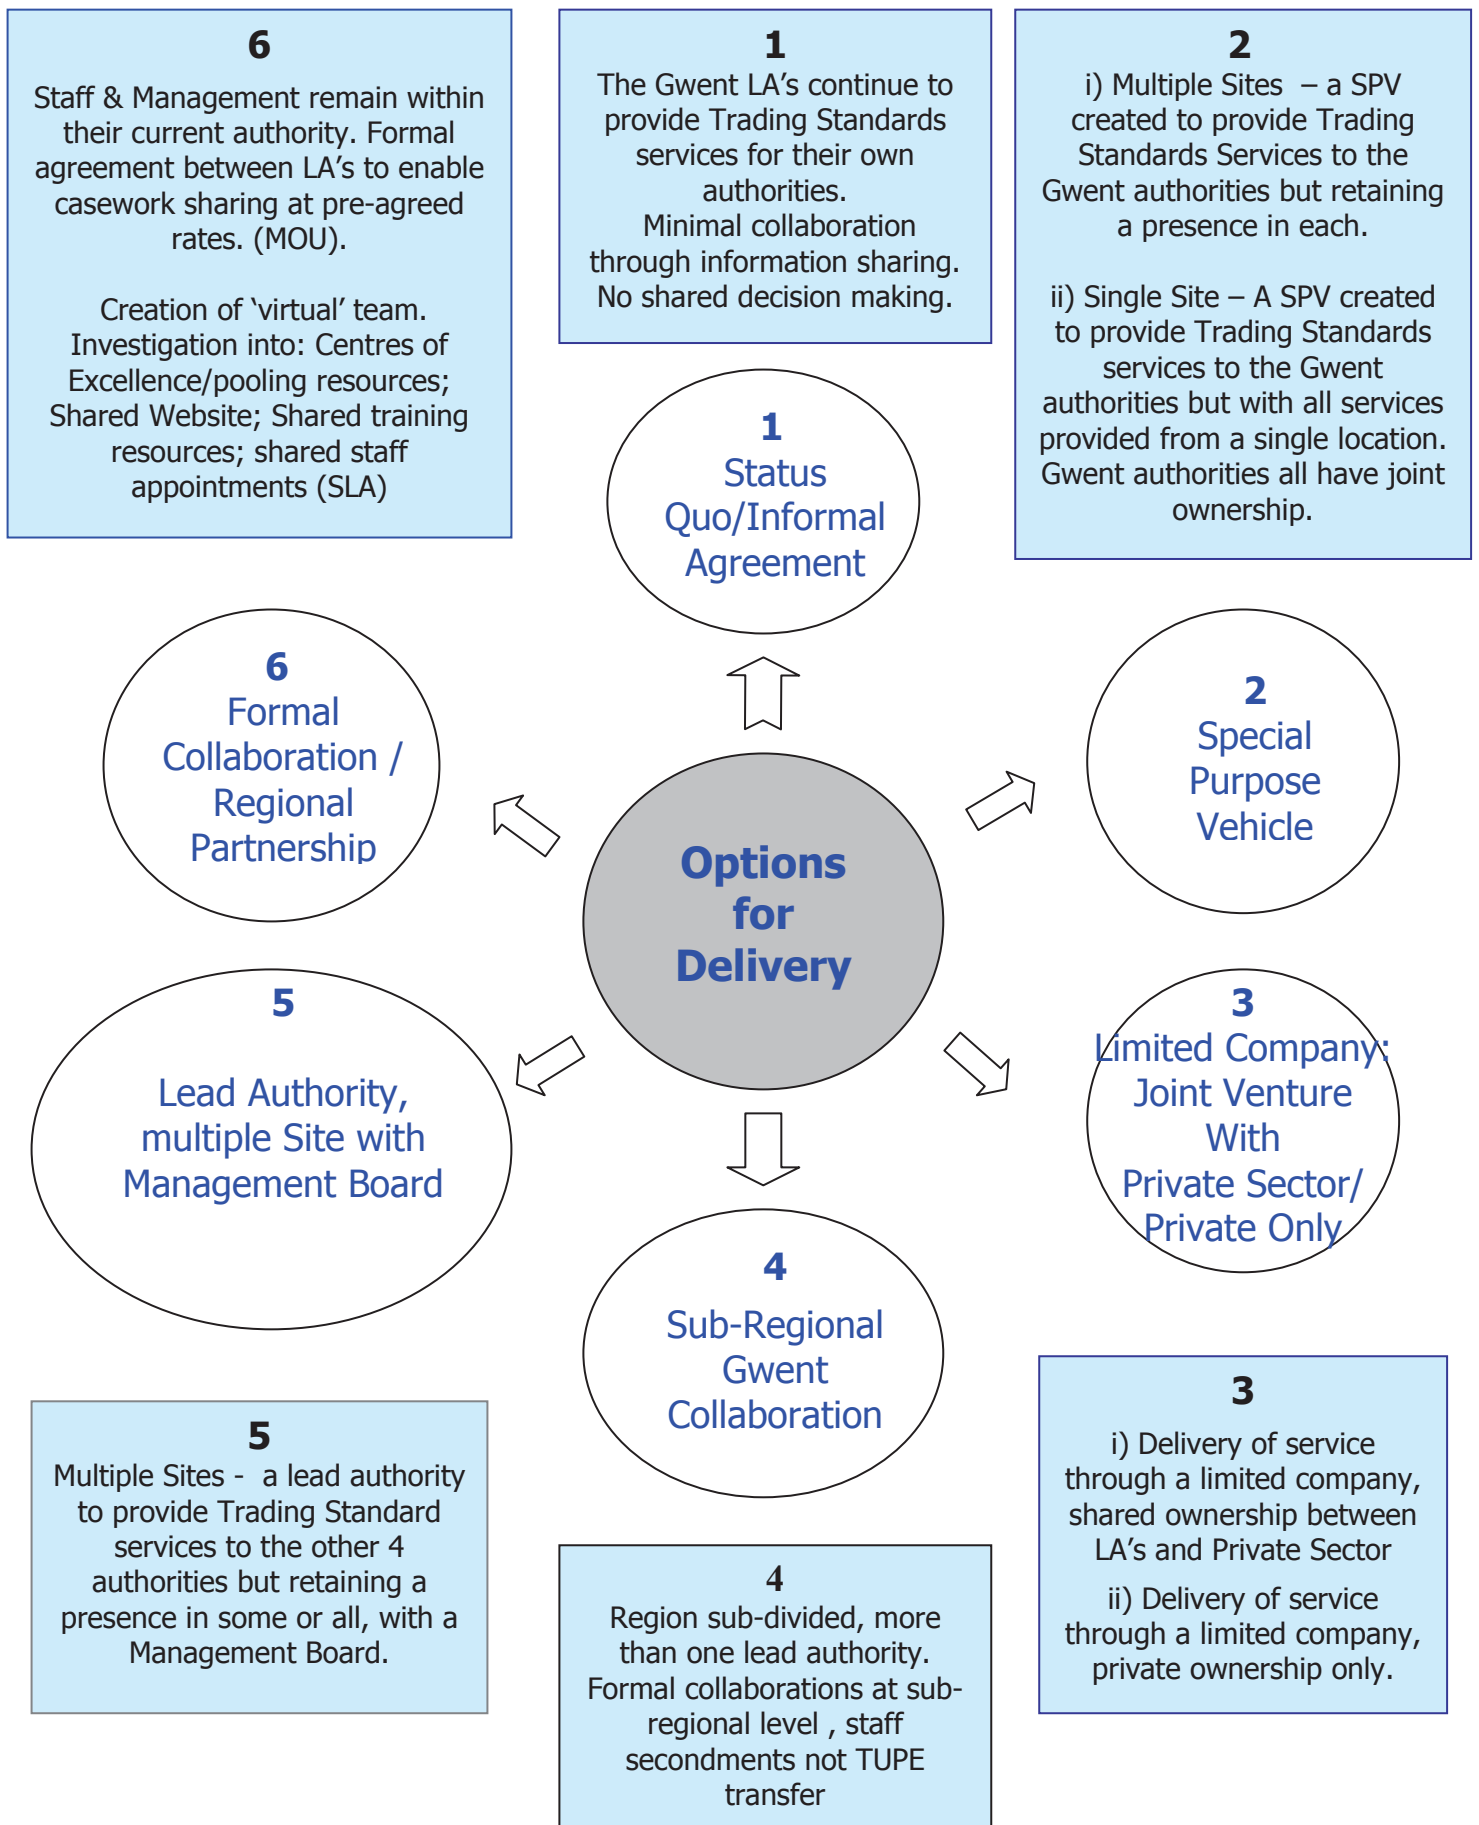 6
Staff & Management remain within
their current authority. Formal
agreement between LA's to enable
casework sharing at pre-agreed
rates. (MOU).
Creation of ‘virtual’ team.
Investigation into: Centres of
Excellence/pooling resources;
Shared Website; Shared training
resources; shared staff
appointments (SLA)
1
The Gwent LA's continue to
provide Trading Standards
services for their own
authorities.
Minimal collaboration
through information sharing.
No shared decision making.
2
i) Multiple Sites – a SPV
created to provide Trading
Standards Services to the
Gwent authorities but retaining
a presence in each.
ii) Single Site – A SPV created
to provide Trading Standards
services to the Gwent
authorities but with all services
provided from a single location.
Gwent authorities all have joint
ownership.
1
Status
Quo/Informal
Agreement
6
Formal
Collaboration /
Regional
Partnership
2
Special
Purpose
Vehicle
Options
for
Delivery
5
Lead Authority,
multiple Site with
Management Board
3
Limited Company:
Joint Venture
With
Private Sector/
Private Only
4
Sub-Regional
Gwent
Collaboration
5
Multiple Sites - a lead authority
to provide Trading Standard
services to the other 4
authorities but retaining a
presence in some or all, with a
Management Board.
4
Region sub-divided, more
than one lead authority.
Formal collaborations at sub-
regional level , staff
secondments not TUPE
transfer
3
i) Delivery of service
through a limited company,
shared ownership between
LA's and Private Sector
ii) Delivery of service
through a limited company,
private ownership only.